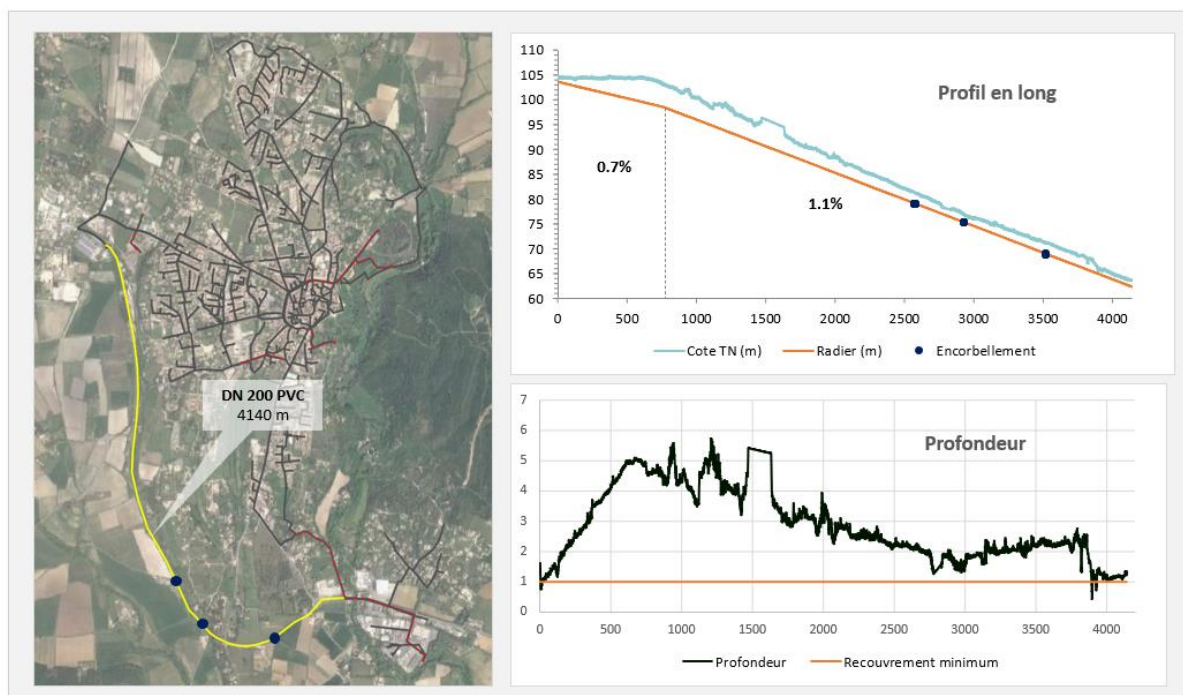 DN 200 PVC
4140 m
Profil en long
110
105
100
95
90
85
80
75
70
65
60
0.7%
1.1%
0 500 1000 1500 2000 2500 3000 3500 4000
Cote TN (m) Radier (m) Encorbellement
Profondeur
7
6
5
4
3
2
1
0
0 500 1000 1500 2000 2500 3000 3500 4000
Profondeur Recouvrement minimum